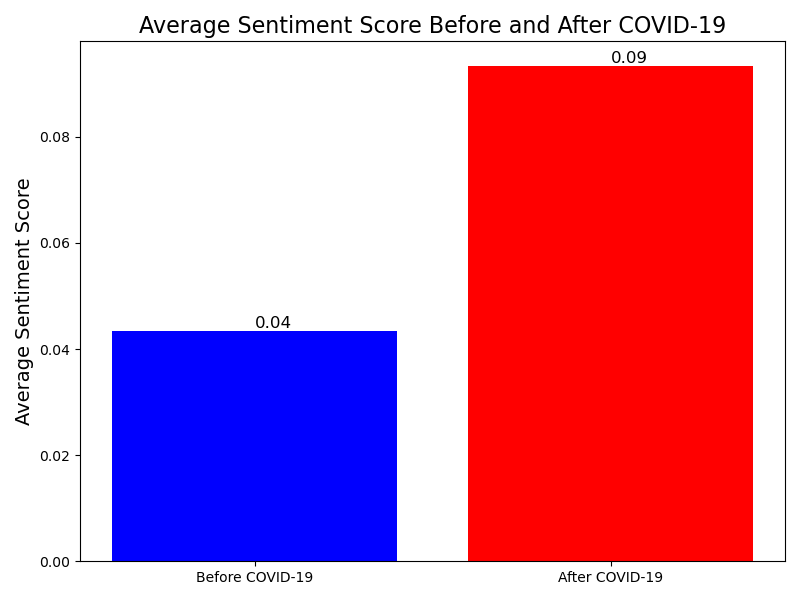 Average Sentiment Score Before and After COVID-19
Average Sentiment Score
0.09
0.08
0.06
0.04
0.04
0.02
0.00
Before COVID-19
After COVID-19